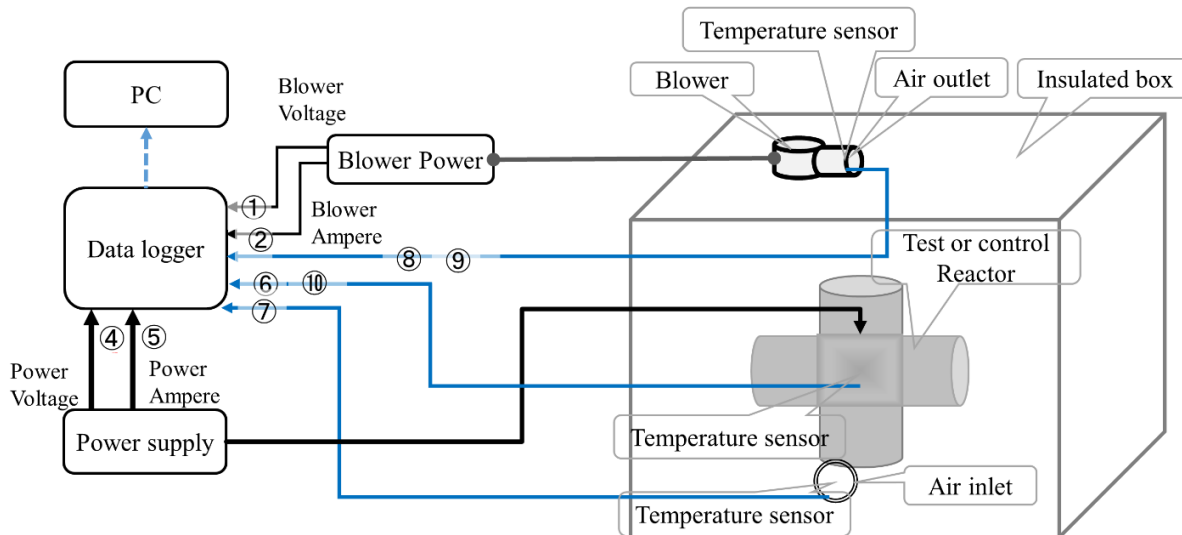 Temperature sensor
PC
Blower
Voltage
Blower
Air outlet
Insulated box
Blower Power
①
②
Blower
Ampere
Data logger
⑧ ⑨
Test or control
Reactor
⑥ ⑩
⑦
④ ⑤
Power
Voltage
Power
Ampere
Power supply
Temperature sensor
Air inlet
Temperature sensor